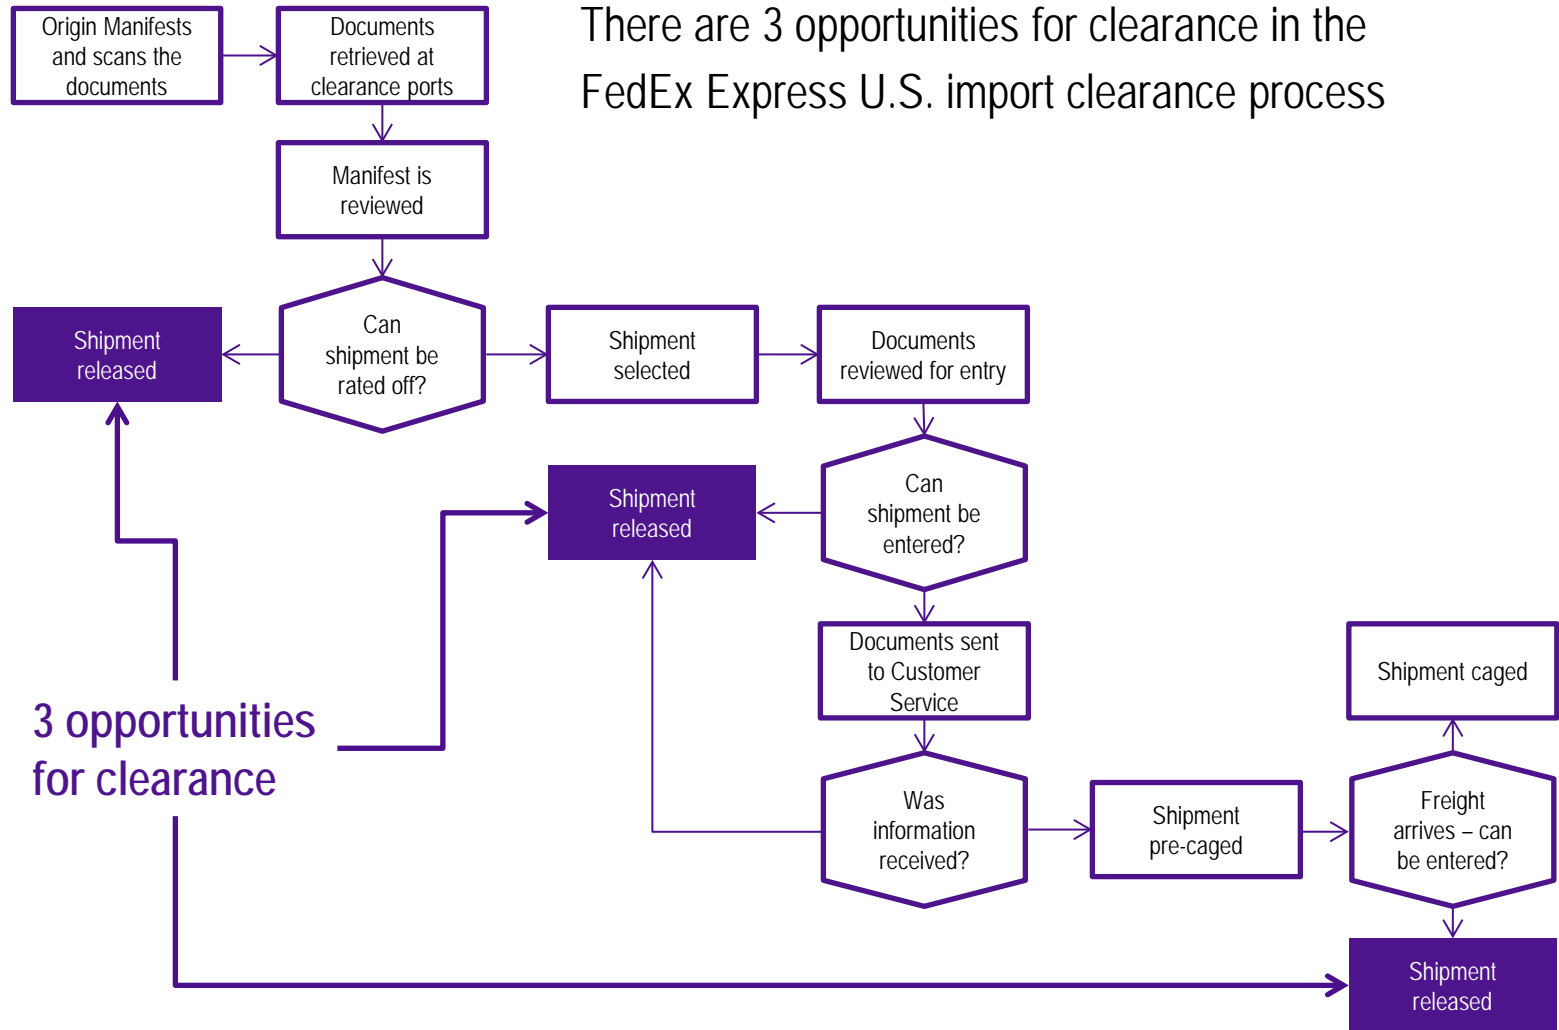 There are 3 opportunities for clearance in the
FedEx Express U.S. import clearance process
Origin Manifests
and scans the
documents
Documents
retrieved at
clearance ports
Manifest is
reviewed
Can
shipment be
rated off?
Shipment
released
Shipment
selected
Documents
reviewed for entry
Can
shipment be
entered?
Shipment
released
Documents sent
to Customer
Service
Was
information
received?
Shipment
pre-caged
Freight
arrives – can
be entered?
Shipment caged
Shipment
released
3 opportunities
for clearance